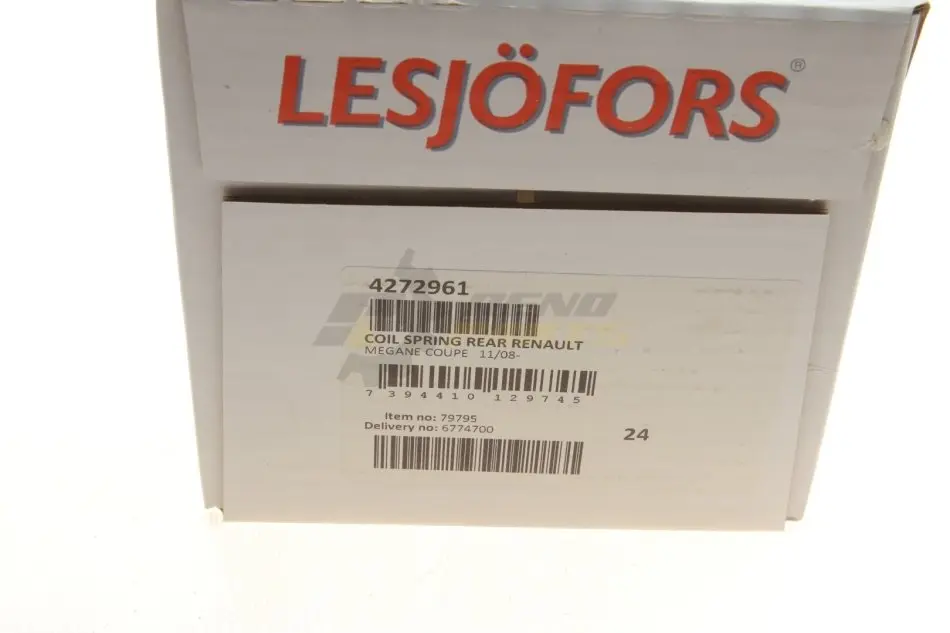 LESJÖFORS®
4272961
COIL SPRING REAR RENAULT
MEGANE COUPE 11/08-
7 394410 129745
Item no: 79795
Delivery no: 6774700
24